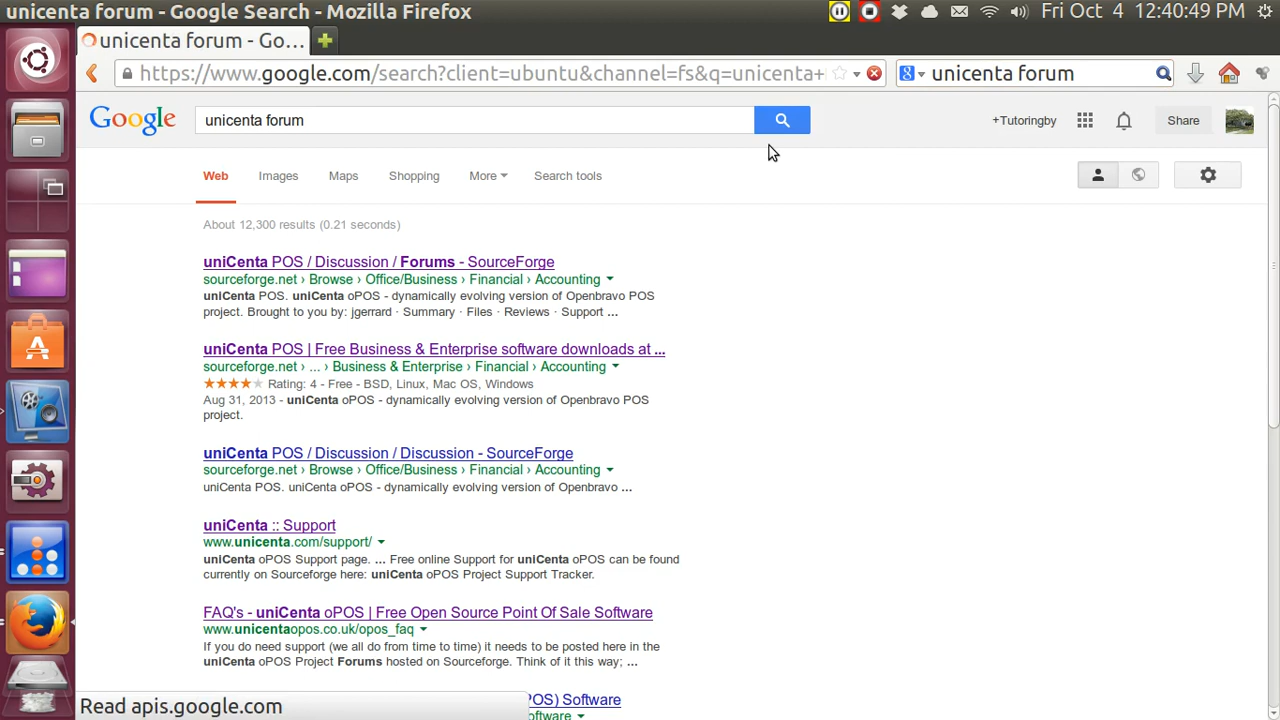 unicenta forum - Google Search - Mozilla Firefox
Fri Oct 4 12:40:49 PM
unicenta forum - Go...
https://www.google.com/search?client=ubuntu&channel=fs&q=unicenta+
unicenta forum
Google
unicenta forum
+Tutoringby
Share
Web Images Maps Shopping More Search tools
About 12,300 results (0.21 seconds)
uniCenta POS / Discussion / Forums - SourceForge
sourceforge.net › Browse › Office/Business › Financial › Accounting
uniCenta POS. uniCenta oPOS - dynamically evolving version of Openbravo POS
project. Brought to you by: jgerrard · Summary · Files · Reviews · Support ...
uniCenta POS | Free Business & Enterprise software downloads at ...
sourceforge.net › ... › Business & Enterprise › Financial › Accounting
Rating: 4 - Free - BSD, Linux, Mac OS, Windows
Aug 31, 2013 - uniCenta oPOS - dynamically evolving version of Openbravo POS
project.
uniCenta POS / Discussion / Discussion - SourceForge
sourceforge.net › Browse › Office/Business › Financial › Accounting
uniCenta POS. uniCenta oPOS - dynamically evolving version of Openbravo ...
uniCenta :: Support
www.unicenta.com/support/
uniCenta oPOS Support page. ... Free online Support for uniCenta oPOS can be found
currently on Sourceforge here: uniCenta oPOS Project Support Tracker.
FAQ's - uniCenta oPOS | Free Open Source Point Of Sale Software
www.unicentaopos.co.uk/opos_faq
If you do need support (we all do from time to time) it needs to be posted here in the
uniCenta oPOS Project Forums hosted on Sourceforge. Think of it this way; ...
POS) Software
Read apis.google.com